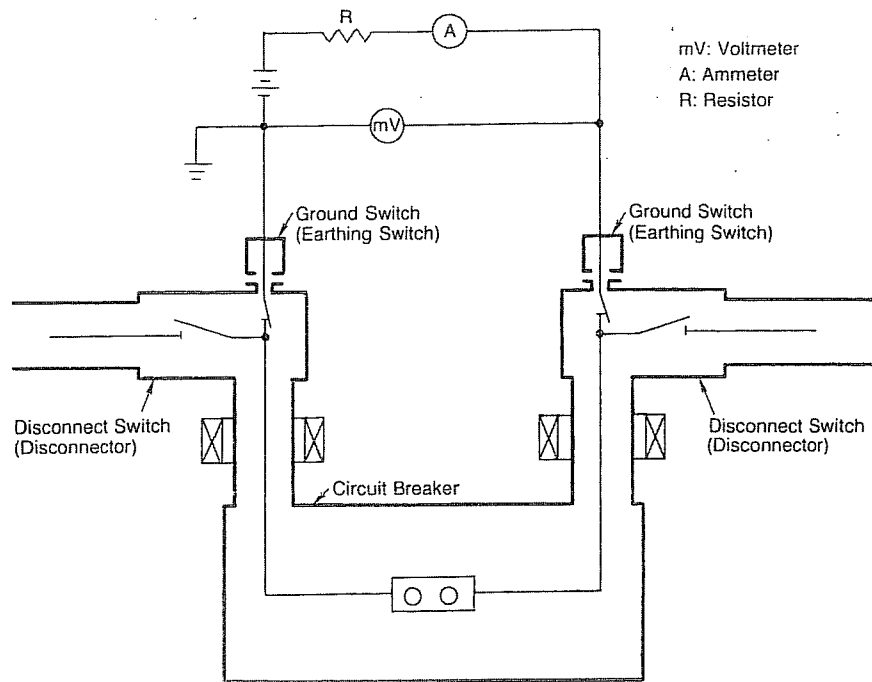 R
A
mV: Voltmeter
A: Ammeter
R: Resistor
mV
Ground Switch
(Earthing Switch)
Ground Switch
(Earthing Switch)
Disconnect Switch
(Disconnector)
Disconnect Switch
(Disconnector)
Circuit Breaker